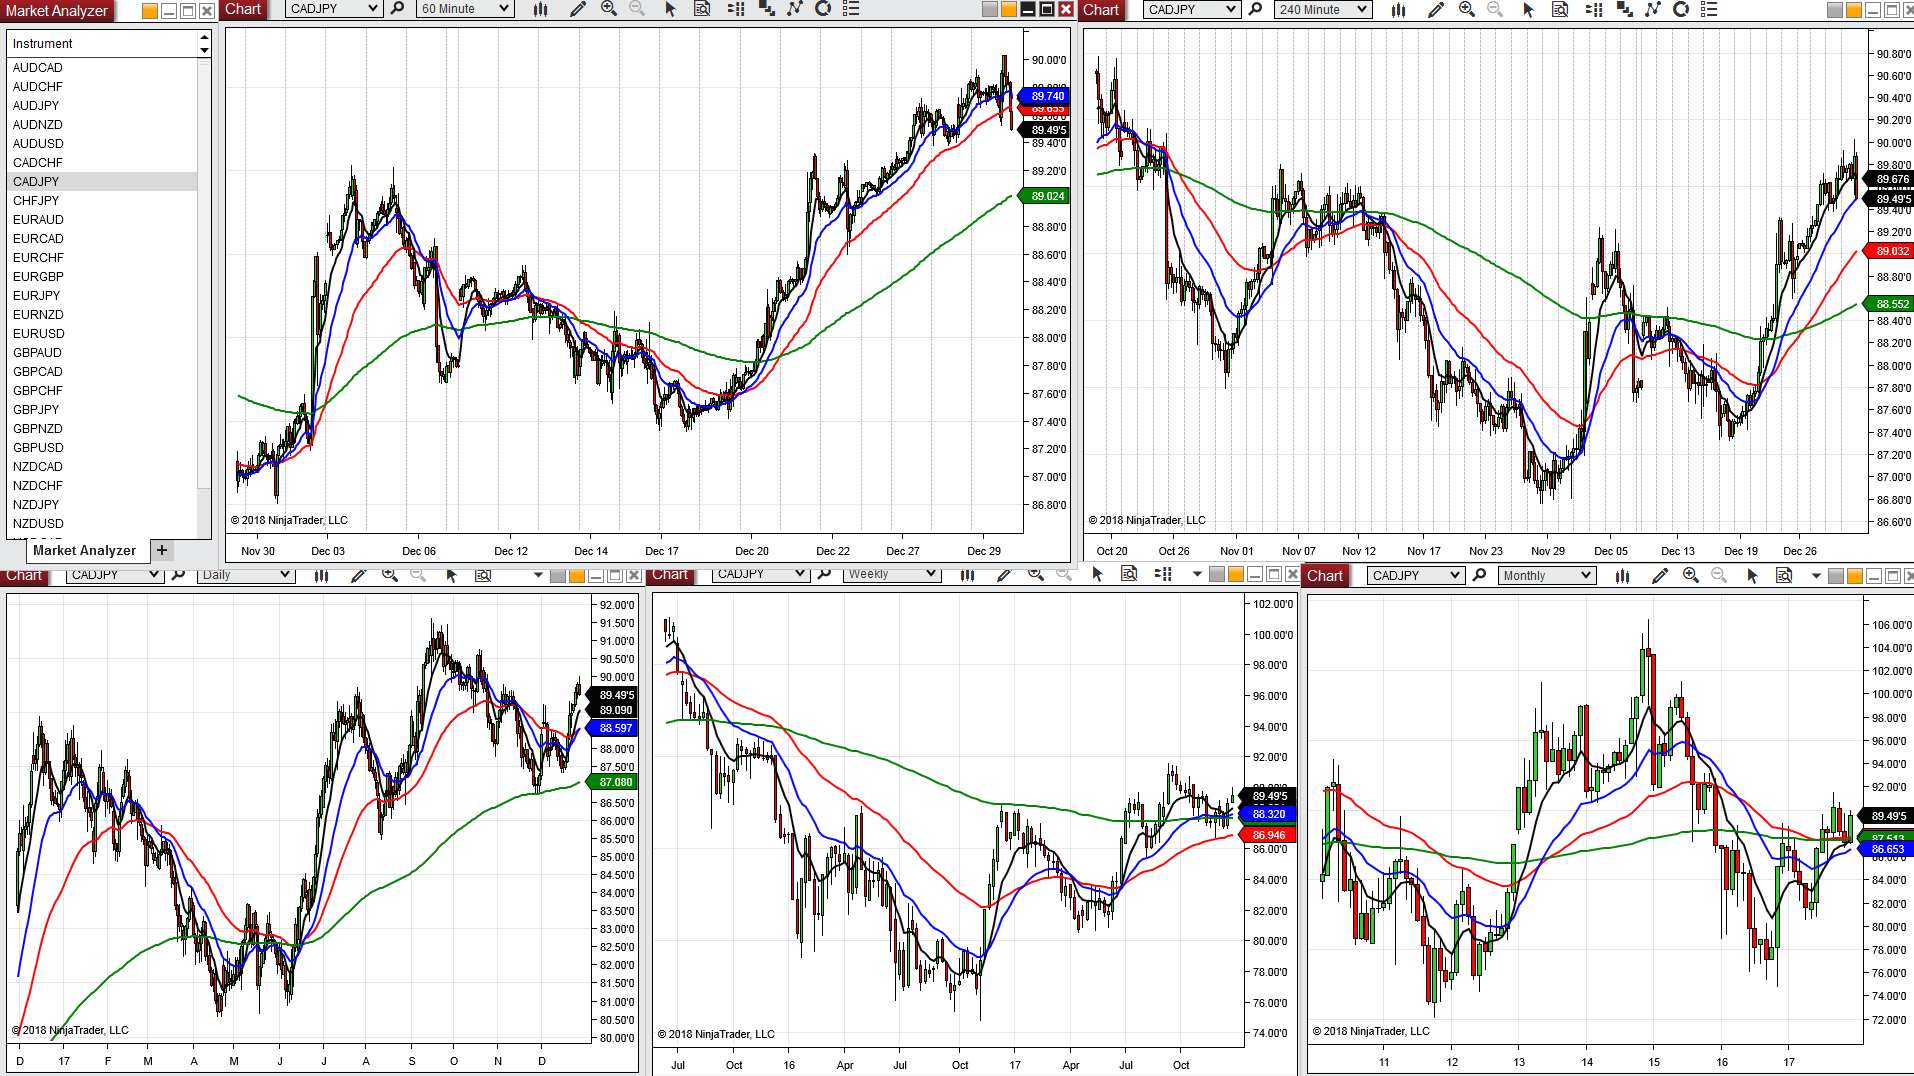 Market Analyzer
Instrument
AUDCAD
AUDCHF
AUDJPY
AUDNZD
AUDUSD
CADCHF
CADJPY
CHFJPY
EURAUD
EURCAD
EURCHF
EURGBP
EURJPY
EURNZD
EURUSD
GBPAUD
GBPCAD
GBPCHF
GBPJPY
GBPNZD
GBPUSD
NZDCAD
NZDCHF
NZDJPY
NZDUSD
Market Analyzer +
Chart CADJPY 60 Minute
90.00'0
89.740
89.49'5
89.40'0
89.20'0
89.024
88.80'0
88.60'0
88.40'0
88.20'0
88.00'0
87.80'0
87.60'0
87.40'0
87.20'0
87.00'0
86.80'0
© 2018 NinjaTrader, LLC
Nov 30 Dec 03 Dec 06 Dec 12 Dec 14 Dec 17 Dec 20 Dec 22 Dec 27 Dec 29
Chart CADJPY 240 Minute
90.80'0
90.60'0
90.40'0
90.20'0
90.00'0
89.80'0
89.676
89.49'5
89.40'0
89.20'0
89.032
88.80'0
88.552
88.40'0
88.20'0
88.00'0
87.80'0
87.60'0
87.40'0
87.20'0
87.00'0
86.80'0
86.60'0
© 2018 NinjaTrader, LLC
Oct 20 Oct 26 Nov 01 Nov 07 Nov 12 Nov 17 Nov 23 Nov 29 Dec 05 Dec 13 Dec 19 Dec 26
Chart CADJPY Daily
92.00'0
91.50'0
91.00'0
90.50'0
90.00'0
89.49'5
89.090
88.597
88.00'0
87.50'0
87.080
86.50'0
86.00'0
85.50'0
85.00'0
84.50'0
84.00'0
83.50'0
83.00'0
82.50'0
82.00'0
81.50'0
81.00'0
80.50'0
80.00'0
© 2018 NinjaTrader, LLC
D 17 F M A M J J A S O N D
Chart CADJPY Weekly
102.00'0
100.00'0
98.00'0
96.00'0
94.00'0
92.00'0
89.49'5
88.320
86.946
86.00'0
84.00'0
82.00'0
80.00'0
78.00'0
76.00'0
74.00'0
© 2018 NinjaTrader, LLC
Jul Oct 16 Apr Jul Oct 17 Apr Jul Oct
Chart CADJPY Monthly
106.00'0
104.00'0
102.00'0
100.00'0
98.00'0
96.00'0
94.00'0
92.00'0
90.00'0
89.49'5
87.513
86.653
86.00'0
84.00'0
82.00'0
80.00'0
78.00'0
76.00'0
74.00'0
72.00'0
© 2018 NinjaTrader, LLC
11 12 13 14 15 16 17